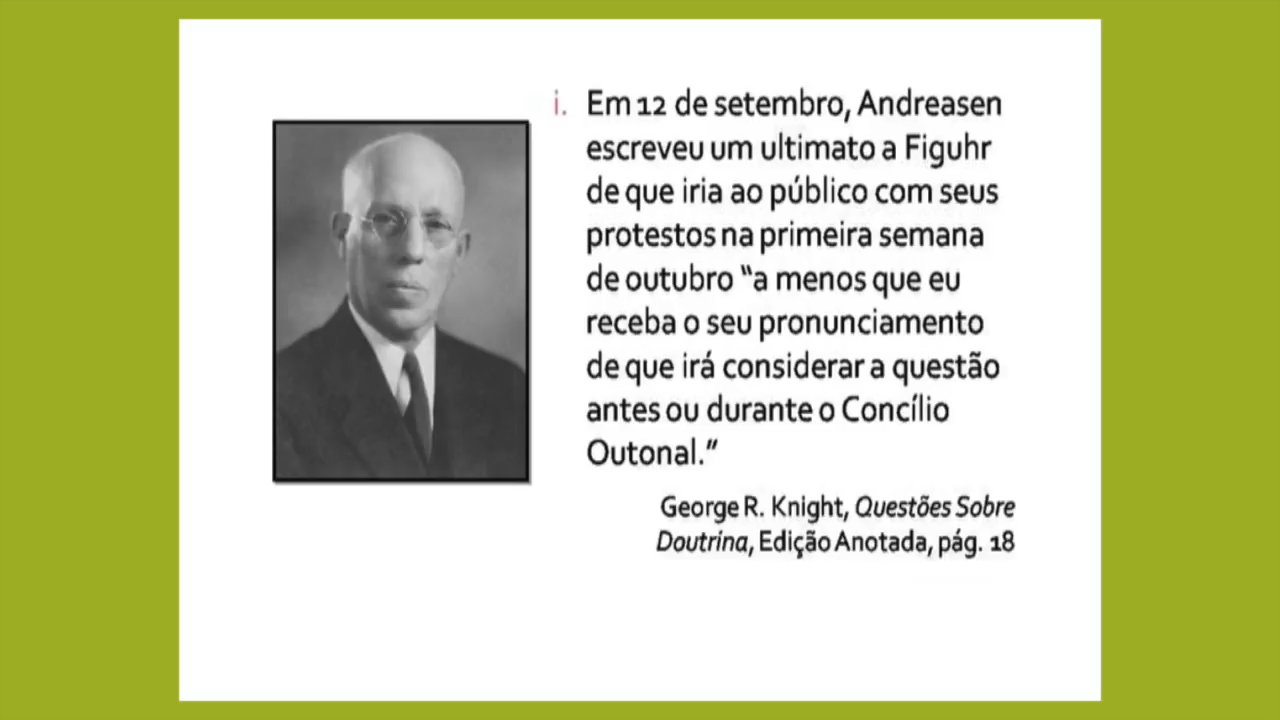 i. Em 12 de setembro, Andreasen
escreveu um ultimato a Figuhr
de que iria ao público com seus
protestos na primeira semana
de outubro “a menos que eu
receba o seu pronunciamento
de que irá considerar a questão
antes ou durante o Concílio
Outonal.”
George R. Knight, Questões Sobre
Doutrina, Edição Anotada, pág. 18